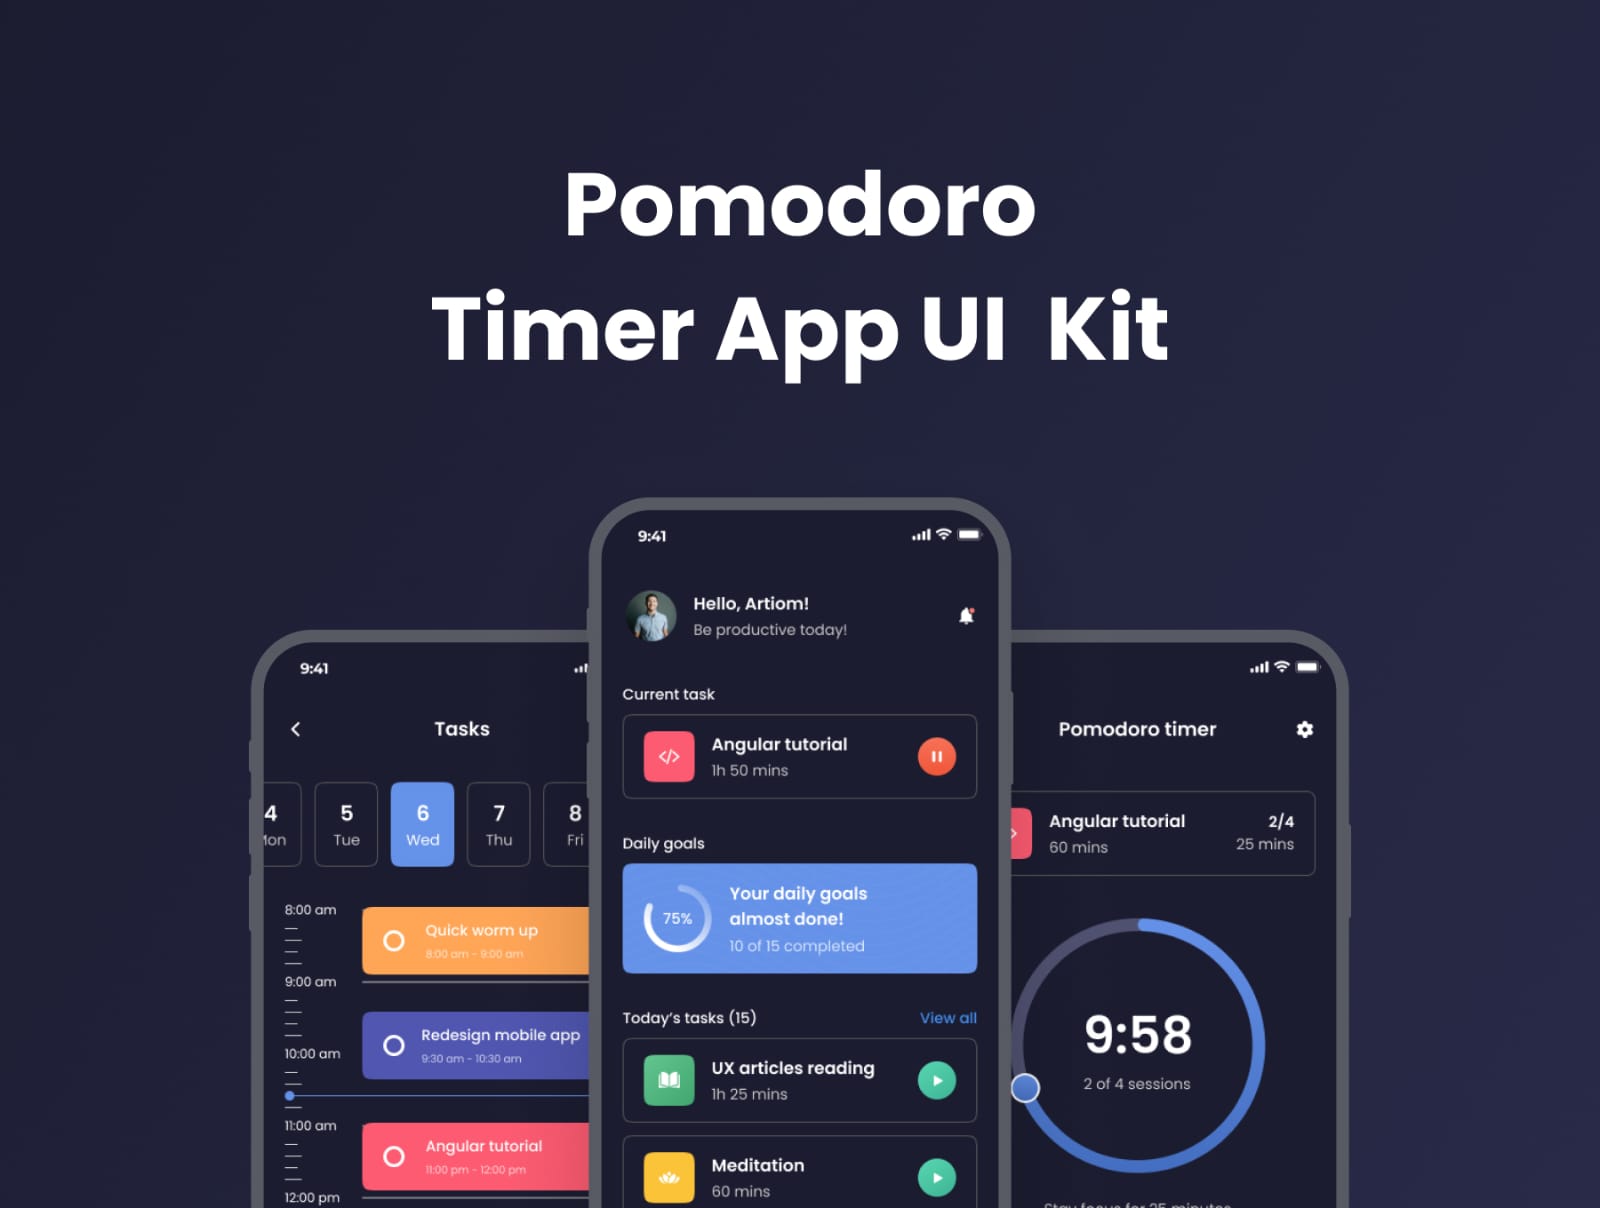 Pomodoro
Timer App UI Kit
9:41
Tasks
4
5
6
7
8
Mon
Tue
Wed
Thu
Fri
8:00 am
Quick worm up
8:00 am - 9:00 am
9:00 am
Redesign mobile app
9:30 am - 10:30 am
10:00 am
11:00 am
Angular tutorial
11:00 pm - 12:00 pm
12:00 pm
9:41
Hello, Artiom!
Be productive today!
Current task
Angular tutorial
1h 50 mins
Daily goals
75%
Your daily goals
almost done!
10 of 15 completed
Today's tasks (15)
View all
UX articles reading
1h 25 mins
Meditation
60 mins
Pomodoro timer
Angular tutorial
2/4
60 mins
25 mins
9:58
2 of 4 sessions
Stay focus for 25 minutes